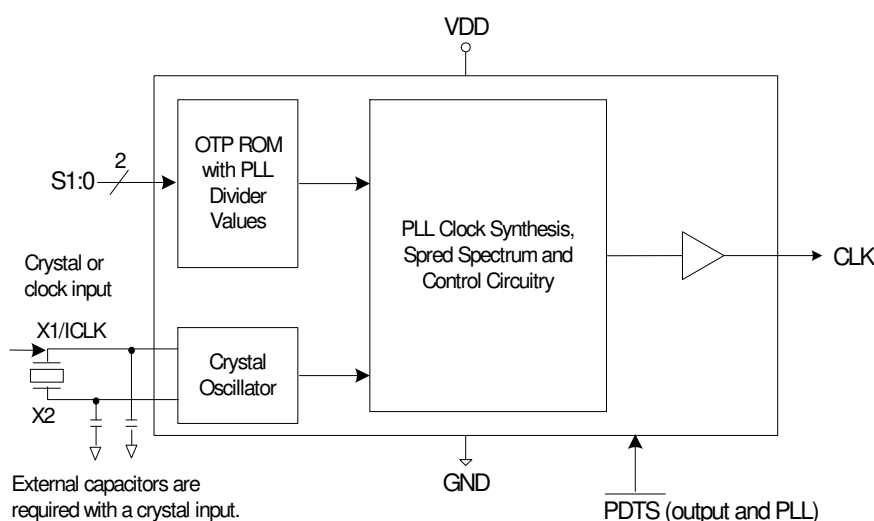 VDD
OTP ROM
with PLL
Divider
Values
2
S1:0
PLL Clock Synthesis,
Spred Spectrum and
Control Circuitry
CLK
Crystal or
clock input
X1/ICLK
Crystal
Oscillator
X2
External capacitors are
required with a crystal input.
GND
PDTS (output and PLL)